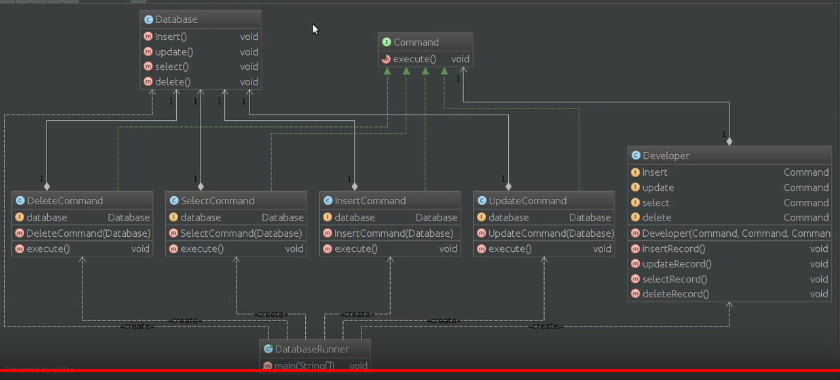 Database
insert() void
update() void
select() void
delete() void
Command
execute() void
1 1 1 1
1
1
1 1 1 1
Developer
insert Command
update Command
select Command
delete Command
Developer(Command, Command, Comman
insertRecord() void
updateRecord() void
selectRecord() void
deleteRecord() void
DeleteCommand
database Database
DeleteCommand(Database)
execute() void
SelectCommand
database Database
SelectCommand(Database)
execute() void
InsertCommand
database Database
InsertCommand(Database)
execute() void
UpdateCommand
database Database
UpdateCommand(Database)
execute() void
«create» «create»
«create» «create» «create»
DatabaseRunner
main(String[]) void